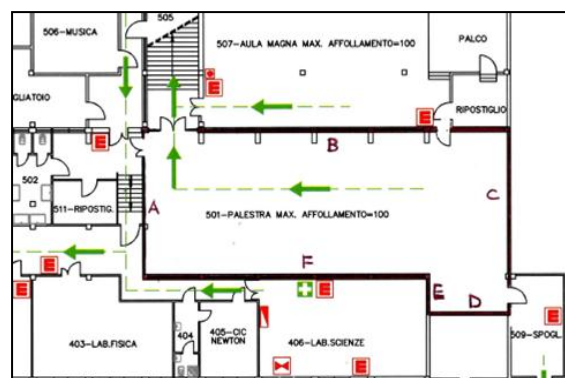 505
506-MUSICA
507-AULA MAGNA MAX. AFFOLLAMENTO=100
PALCO
GLIATOIO
E
E
RIPOSTIGLIO
E
B
502
511-RIPOSTIG.
A
C
501-PALESTRA MAX. AFFOLLAMENTO=100
F
E
E
E
E
D
403-LAB.FISICA
404
405-CIC
NEWTON
406-LAB.SCIENZE
509-SPOGL.
E
E